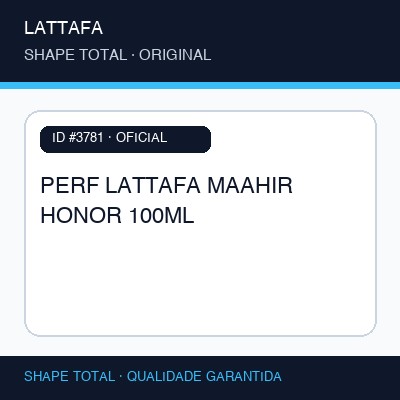 LATTAFA
SHAPE TOTAL · ORIGINAL
ID #3781 · OFICIAL
PERF LATTAFA MAAHIR
HONOR 100ML
SHAPE TOTAL · QUALIDADE GARANTIDA